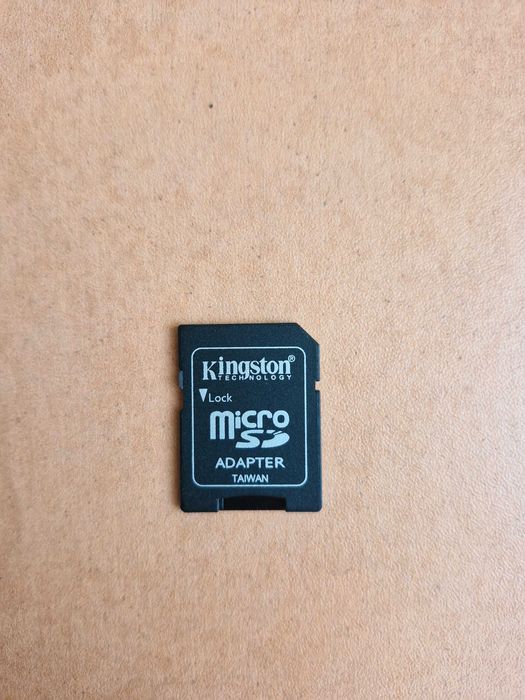 Kingston®
TECHNOLOGY
Lock
micro
SD
ADAPTER
TAIWAN